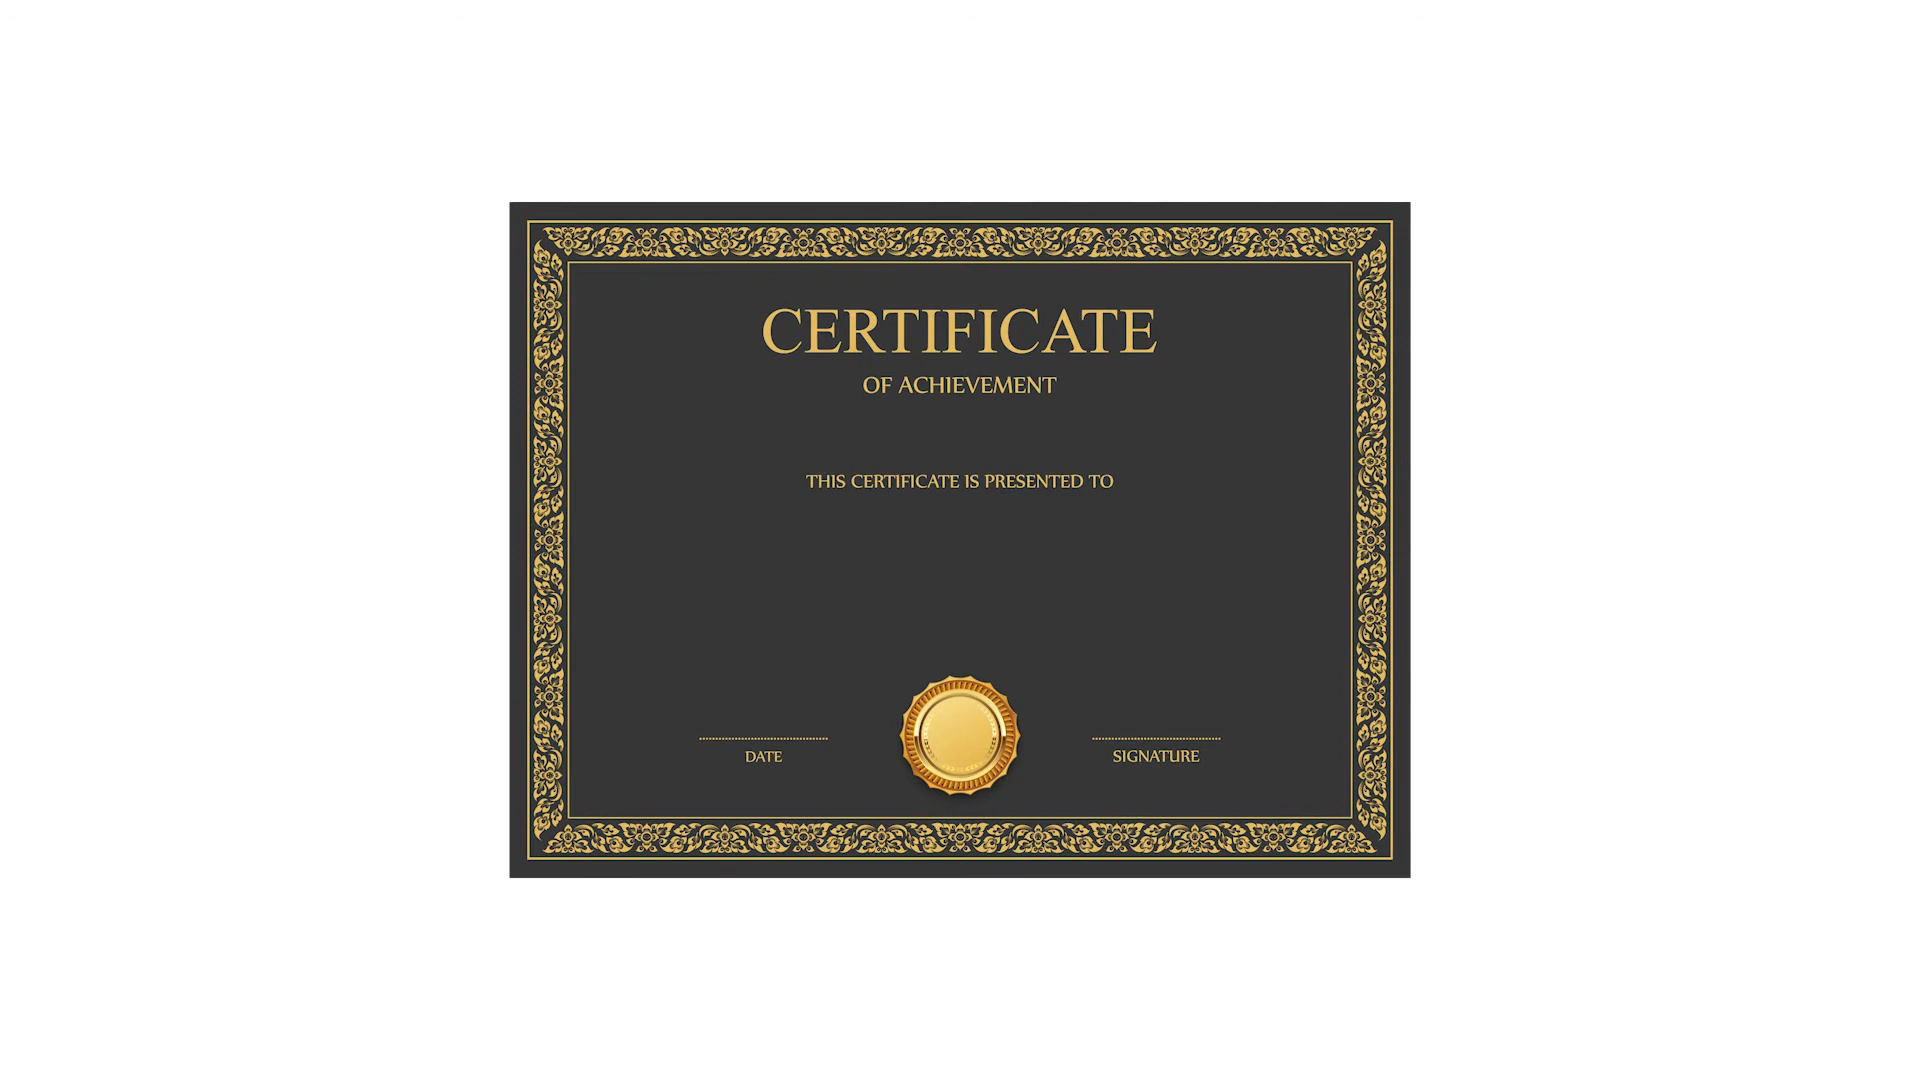 CERTIFICATE
OF ACHIEVEMENT
THIS CERTIFICATE IS PRESENTED TO
DATE
SIGNATURE